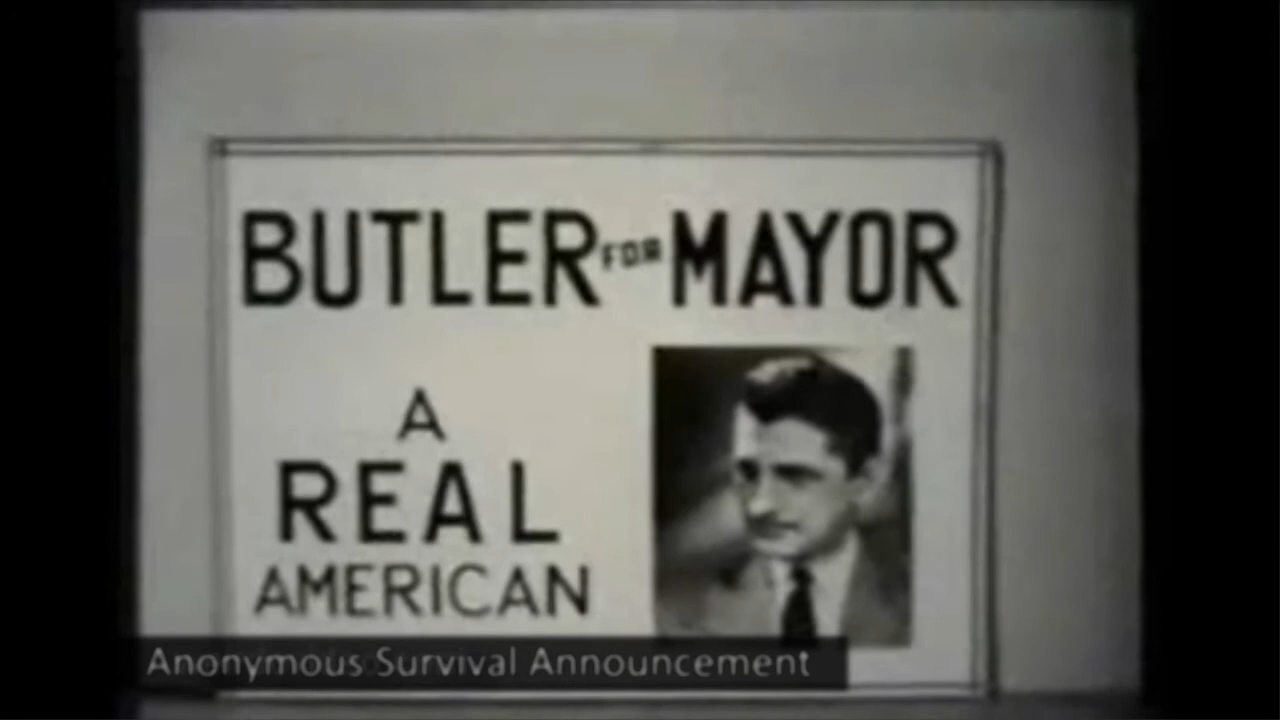 BUTLER FOR MAYOR
A
REAL
AMERICAN
Anonymous Survival Announcement